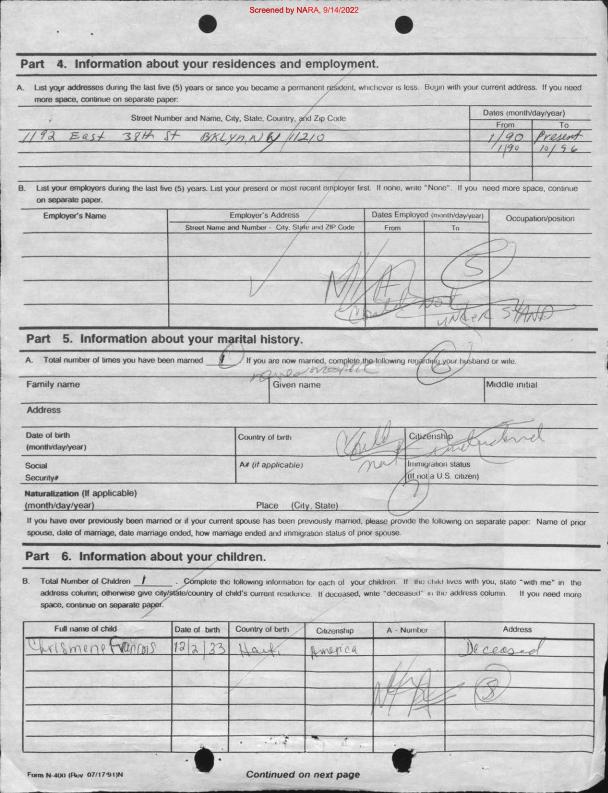 Screened by NARA, 9/14/2022
Part 4. Information about your residences and employment.
A. List your addresses during the last five (5) years or since you became a permanent resident, whichever is less. Begin with your current address. If you need
more space, continue on separate paper:
Street Number and Name, City, State, Country, and Zip Code
Dates (month/day/year)
From To
1192 East 38th St BKLYN.NY 11210 1/90 Present
1/90 10/96
B. List your employers during the last five (5) years. List your present or most recent employer first. If none, write "None". If you need more space, continue
on separate paper.
Employer's Name Employer's Address Dates Employed (month/day/year) Occupation/position
Street Name and Number - City, State and ZIP Code From To
N/A 5
Could not
UNDER STAND
Part 5. Information about your marital history.
A. Total number of times you have been married 1 If you are now married, complete the following regarding your husband or wife.
Family name Given name Middle initial
Address
Date of birth Country of birth Citizenship
(month/day/year)
Could
not understand
Social A# (if applicable) Immigration status
Security# (If not a U.S. citizen)
Naturalization (If applicable)
(month/day/year) Place (City, State)
If you have ever previously been married or if your current spouse has been previously married, please provide the following on separate paper: Name of prior
spouse, date of marriage, date marriage ended, how marriage ended and immigration status of prior spouse.
Part 6. Information about your children.
B. Total Number of Children 1 . Complete the following information for each of your children. If the child lives with you, state "with me" in the
address column; otherwise give city/state/country of child's current residence. If deceased, write "deceased" in the address column. If you need more
space, continue on separate paper.
Full name of child Date of birth Country of birth Citizenship A - Number Address
Chrismene Francois 12/2/33 Haiti America Deceased
N/A 8
Form N-400 (Rev 07/17/91)N Continued on next page